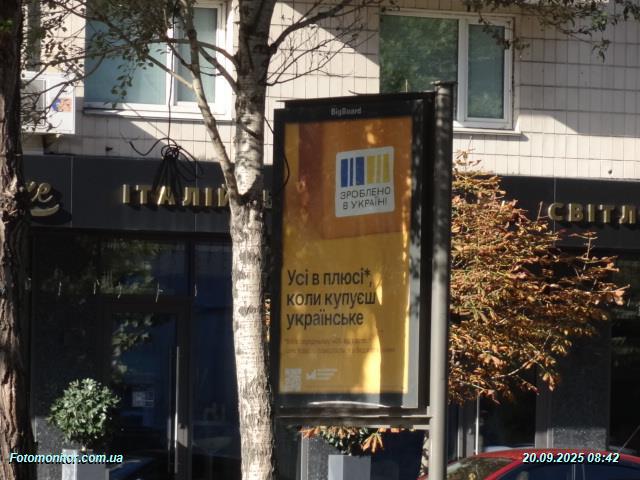 BigBoard
ЗРОБЛЕНО
В УКРАЇНІ
ІТАЛІЙ
СВІТЛ
Усі в плюсі*,
коли купуєш
українське
Fotomonitor.com.ua
20.09.2025 08:42